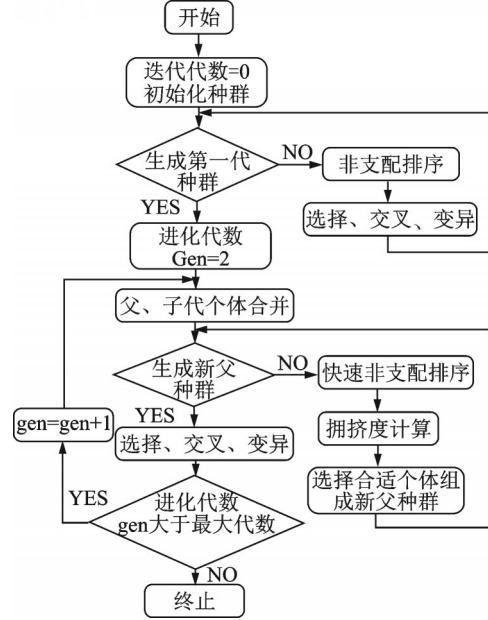 开始
迭代代数=0
初始化种群
生成第一代
种群
NO
非支配排序
选择、交叉、变异
YES
进化代数
Gen=2
父、子代个体合并
生成新父
种群
NO
快速非支配排序
YES
拥挤度计算
gen=gen+1
选择、交叉、变异
选择合适个体组
成新父种群
YES
进化代数
gen大于最大代数
NO
终止